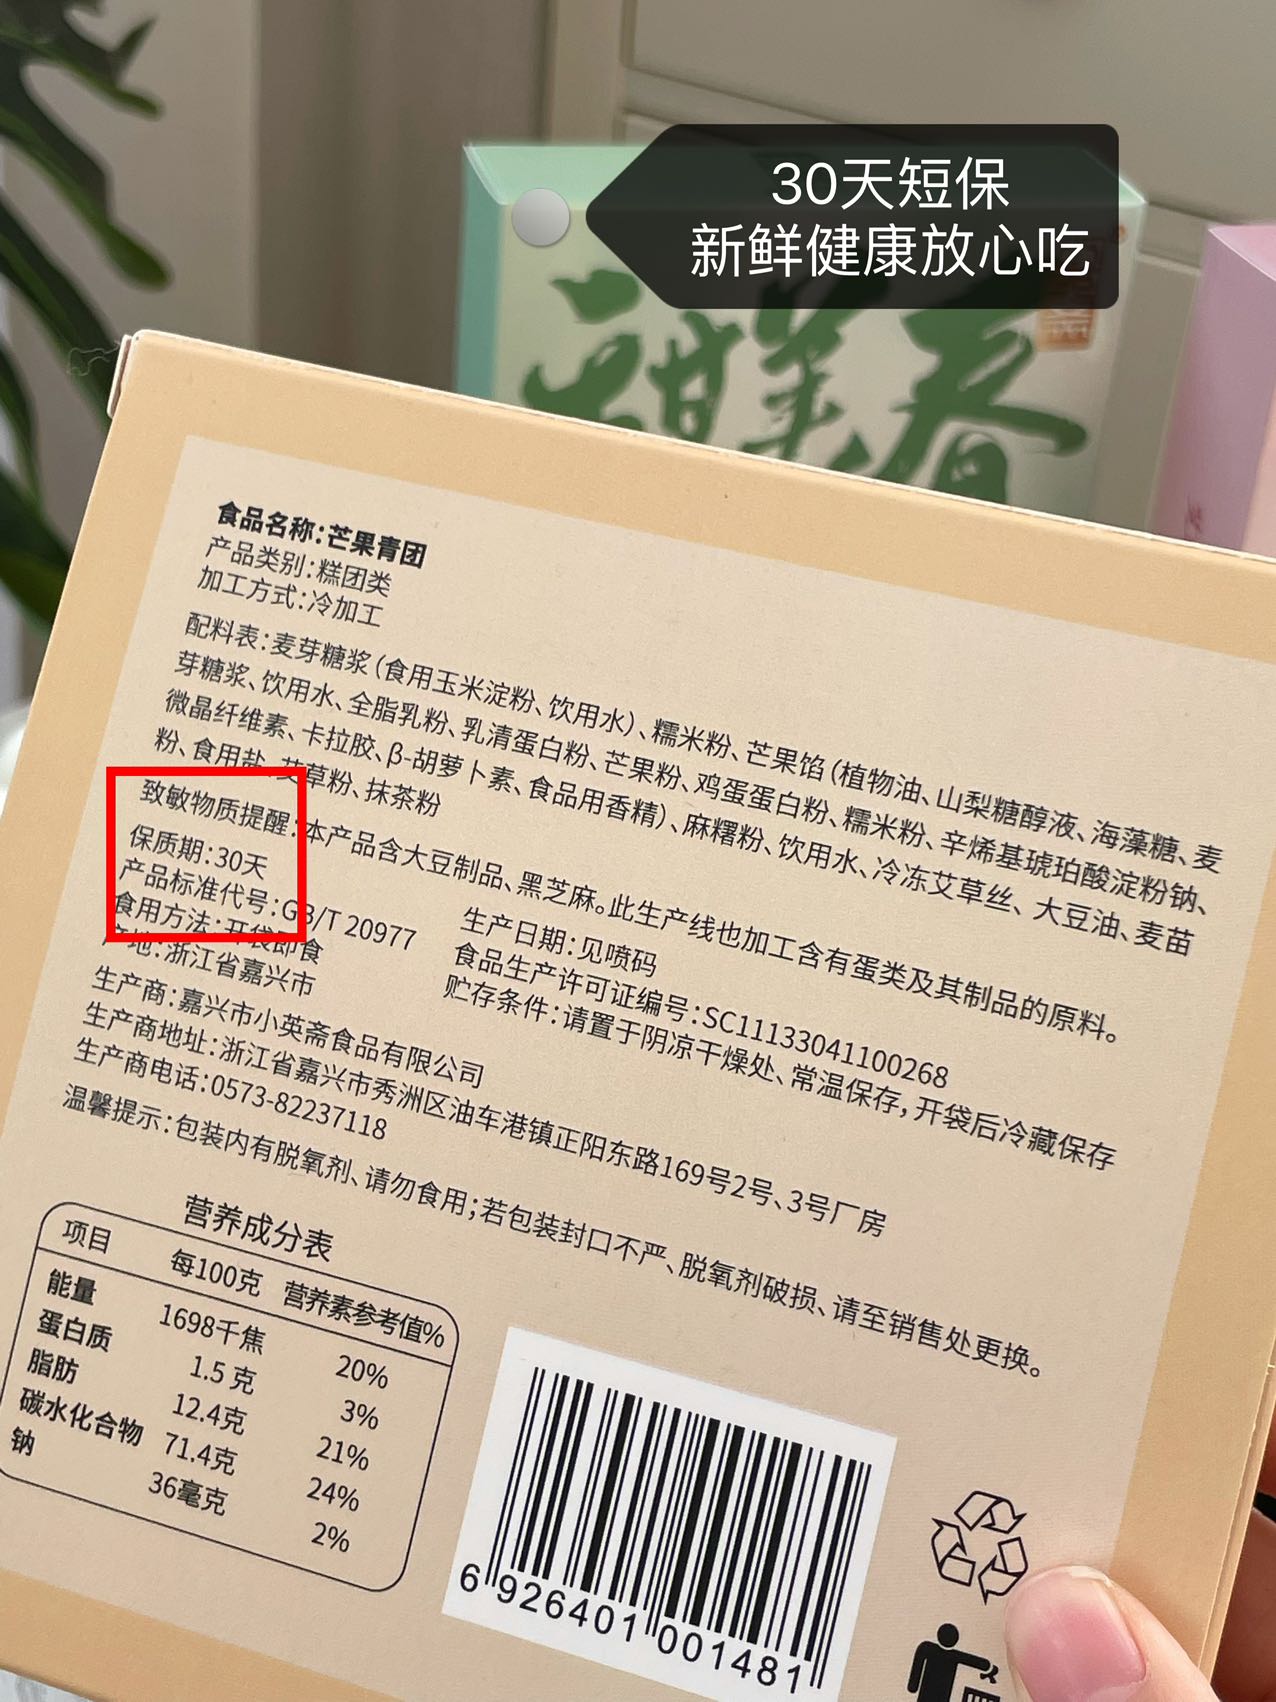 30天短保
新鲜健康放心吃
甜美春
食品名称：芒果青团
产品类别：糕团类
加工方式：冷加工
配料表：麦芽糖浆（食用玉米淀粉、饮用水）、糯米粉、芒果馅（植物油、山梨糖醇液、海藻糖、麦
芽糖浆、饮用水、全脂乳粉、乳清蛋白粉、芒果粉、鸡蛋蛋白粉、糯米粉、辛烯基琥珀酸淀粉钠、
微晶纤维素、卡拉胶、β-胡萝卜素、食品用香精）、麻糬粉、饮用水、冷冻艾草丝、大豆油、麦苗
粉、食用盐、艾草粉、抹茶粉
致敏物质提醒：本产品含大豆制品、黑芝麻。此生产线也加工含有蛋类及其制品的原料。
保质期：30天
生产日期：见喷码
产品标准代号：GB/T 20977
食品生产许可证编号：SC11133041100268
食用方法：开袋即食
贮存条件：请置于阴凉干燥处、常温保存，开袋后冷藏保存
产地：浙江省嘉兴市
生产商：嘉兴市小英斋食品有限公司
生产商地址：浙江省嘉兴市秀洲区油车港镇正阳东路169号2号、3号厂房
生产商电话：0573-82237118
温馨提示：包装内有脱氧剂、请勿食用；若包装封口不严、脱氧剂破损、请至销售处更换。
营养成分表
项目 每100克 营养素参考值%
能量 1698千焦 20%
蛋白质 1.5克 3%
脂肪 12.4克 21%
碳水化合物 71.4克 24%
钠 36毫克 2%
6 926401 001481